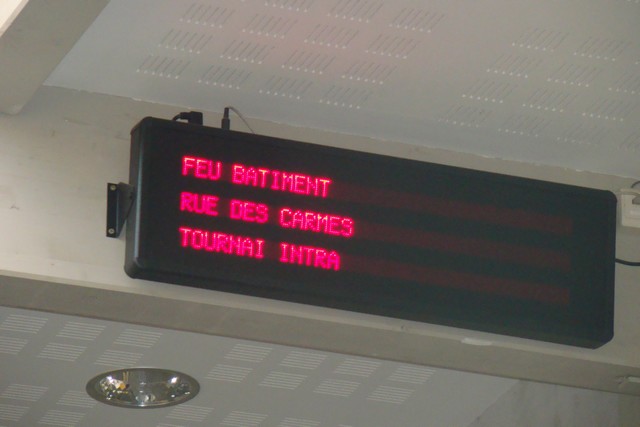 FEU BATIMENT
RUE DES CARMES
TOURNAI INTRA